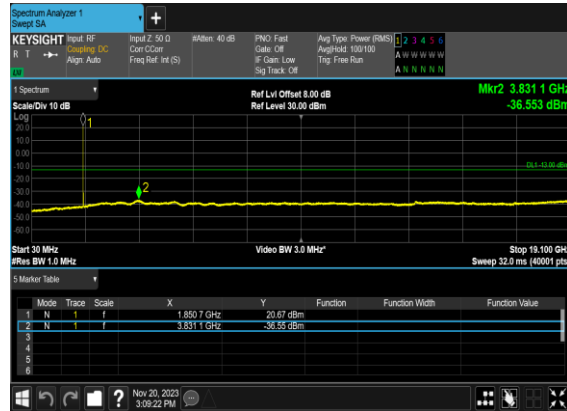 Spectrum Analyzer 1
Swept SA
+
KEYSIGHT Input: RF Input Z: 50 Ω #Atten: 40 dB PNO: Fast Avg Type: Power (RMS) 1 2 3 4 5 6
R T Coupling: DC Corr CCorr Gate: Off Avg|Hold: 100/100 A W W W W W
Align: Auto Freq Ref: Int (S) IF Gain: Low Trig: Free Run
Sig Track: Off A N N N N N
1 Spectrum Ref Lvl Offset 8.00 dB Mkr2 3.831 1 GHz
Scale/Div 10 dB Ref Level 30.00 dBm -36.553 dBm
Log
20.0
10.0
0.00
-10.0
-20.0
-30.0
-40.0
-50.0
-60.0
1
2
DL1 -13.00 dBm
Start 30 MHz Video BW 3.0 MHz* Stop 19.100 GHz
#Res BW 1.0 MHz Sweep 32.0 ms (40001 pts)
5 Marker Table
Mode Trace Scale X Y Function Function Width Function Value
1 N 1 f 1.850 7 GHz 20.67 dBm
2 N 1 f 3.831 1 GHz -36.55 dBm
3
4
5
6
? Nov 20, 2023
3:09:22 PM